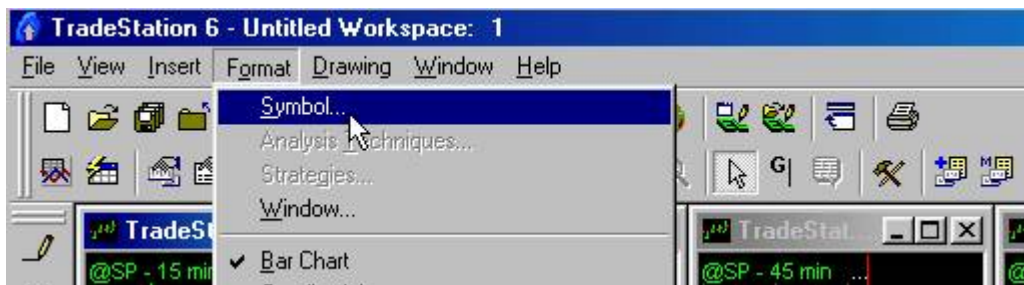 TradeStation 6 - Untitled Workspace: 1
File View Insert Format Drawing Window Help
Symbol...
Analysis Techniques...
Strategies...
G
M
Window...
TradeSt
TradeStat...
Bar Chart
@SP - 15 min
@SP - 45 min ...
@